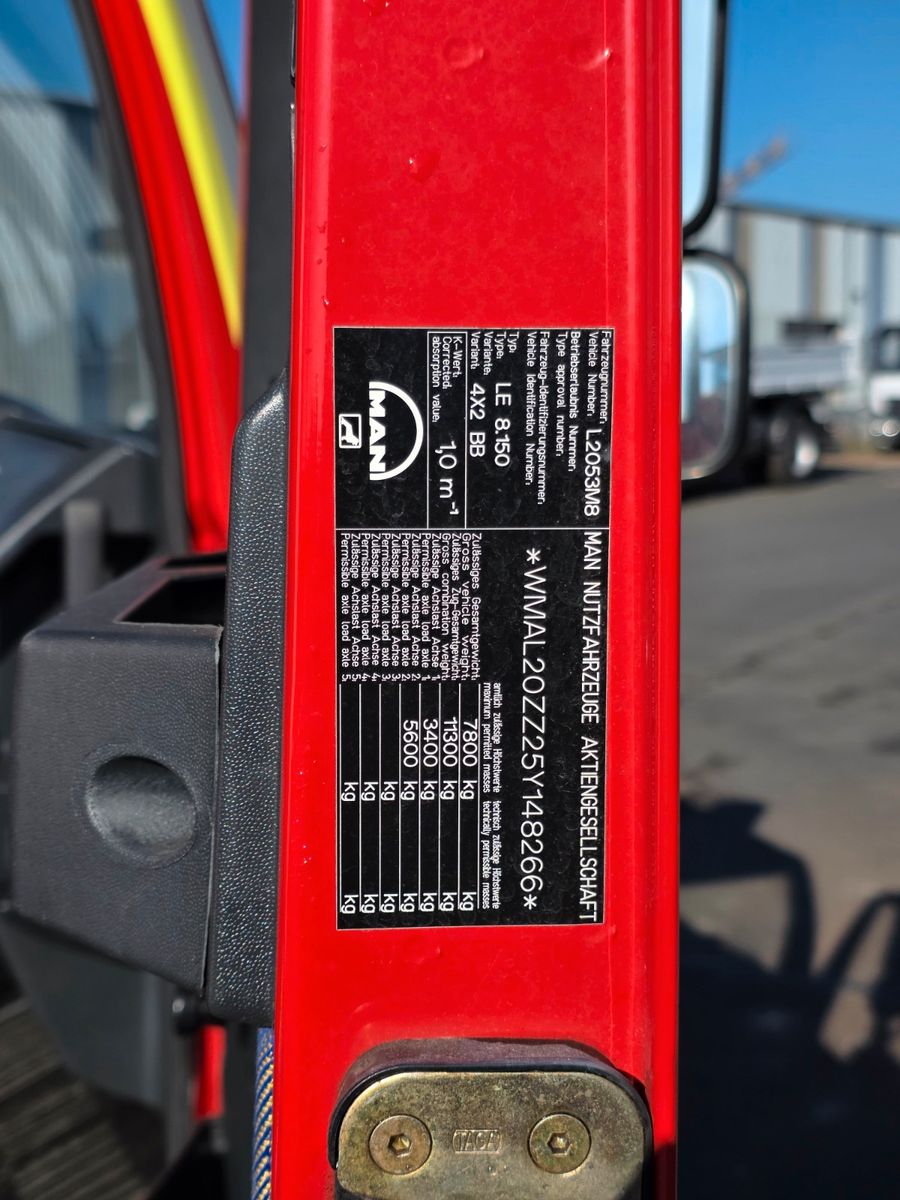 Fahrzeugnummer:
Vehicle Number: L2053M8
Betriebserlaubnis Nummer:
Type approval number:
Fahrzeug-Identifizierungsnummer:
Vehicle Identification Number:
Typ:
Type: LE 8.150
Variante:
Variant: 4X2 BB
K-Wert:
Corrected
absorption value: 1,0 m⁻¹
MAN
MAN NUTZFAHRZEUGE AKTIENGESELLSCHAFT
*WMAL20ZZ25Y148266*
amtlich zulässige Höchstwerte technisch zulässige Höchstwerte
maximum permitted masses technically permissible masses
Zulässiges Gesamtgewicht:
Gross vehicle weight: 7800 kg kg
Zulässiges Zug-Gesamtgewicht:
Gross combination weight: 11300 kg kg
Zulässige Achslast Achse 1:
Permissible axle load axle 1: 3400 kg kg
Zulässige Achslast Achse 2:
Permissible axle load axle 2: 5600 kg kg
Zulässige Achslast Achse 3:
Permissible axle load axle 3: kg kg
Zulässige Achslast Achse 4:
Permissible axle load axle 4: kg kg
Zulässige Achslast Achse 5:
Permissible axle load axle 5: kg kg
TAGA